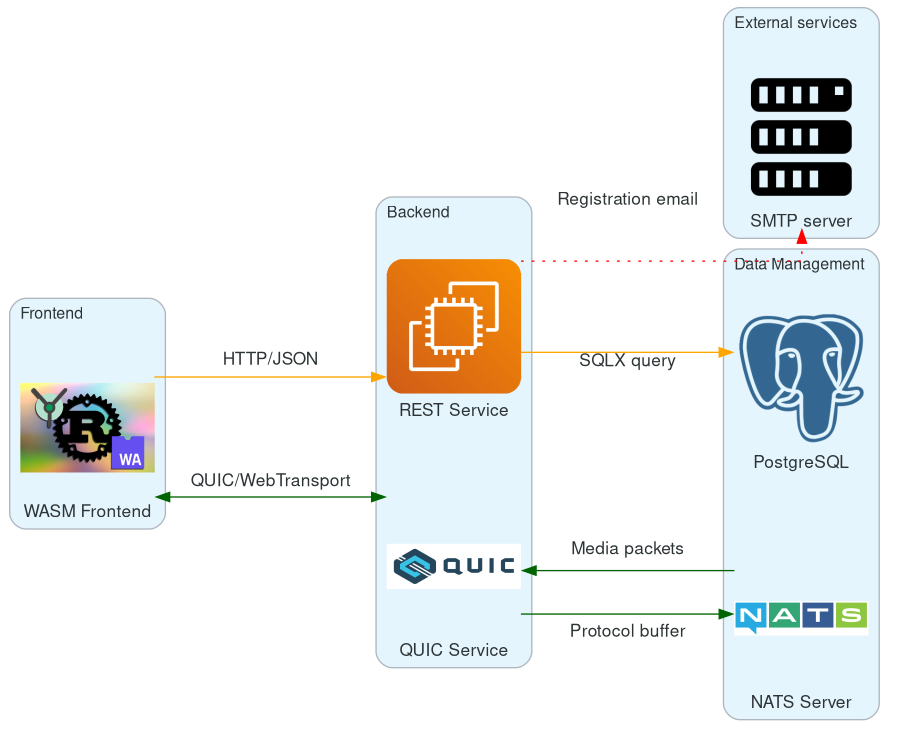 External services
SMTP server
Registration email
Backend
REST Service
Data Management
SQLX query
PostgreSQL
Frontend
HTTP/JSON
R
WA
WASM Frontend
QUIC/WebTransport
QUIC
QUIC Service
Media packets
Protocol buffer
NATS
NATS Server